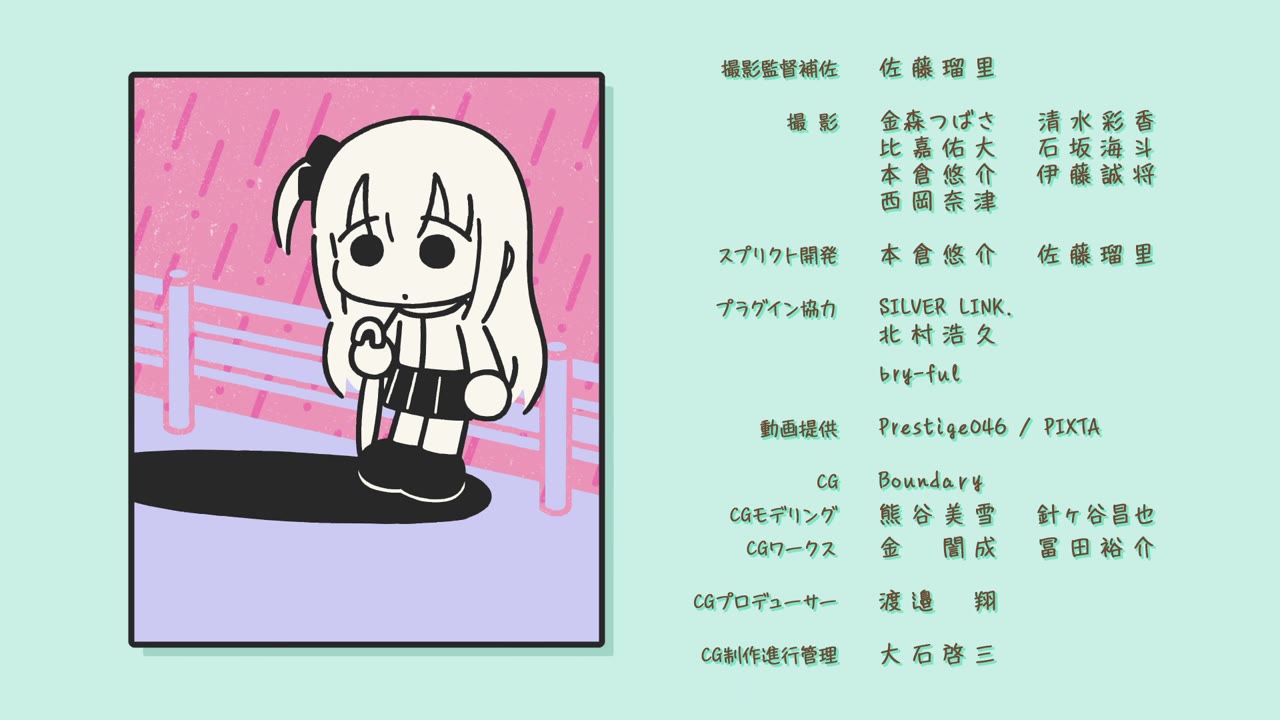 撮影監督補佐 佐藤瑠里
撮影 金森つばさ 清水彩香
比嘉佑大 石坂海斗
本倉悠介 伊藤誠将
西岡奈津
スプリクト開発 本倉悠介 佐藤瑠里
プラグイン協力 SILVER LINK.
北村浩久
bry-ful
動画提供 Prestige046 / PIXTA
CG Boundary
CGモデリング 熊谷美雪 針ヶ谷昌也
CGワークス 金 誾成 冨田裕介
CGプロデューサー 渡邉 翔
CG制作進行管理 大石啓三